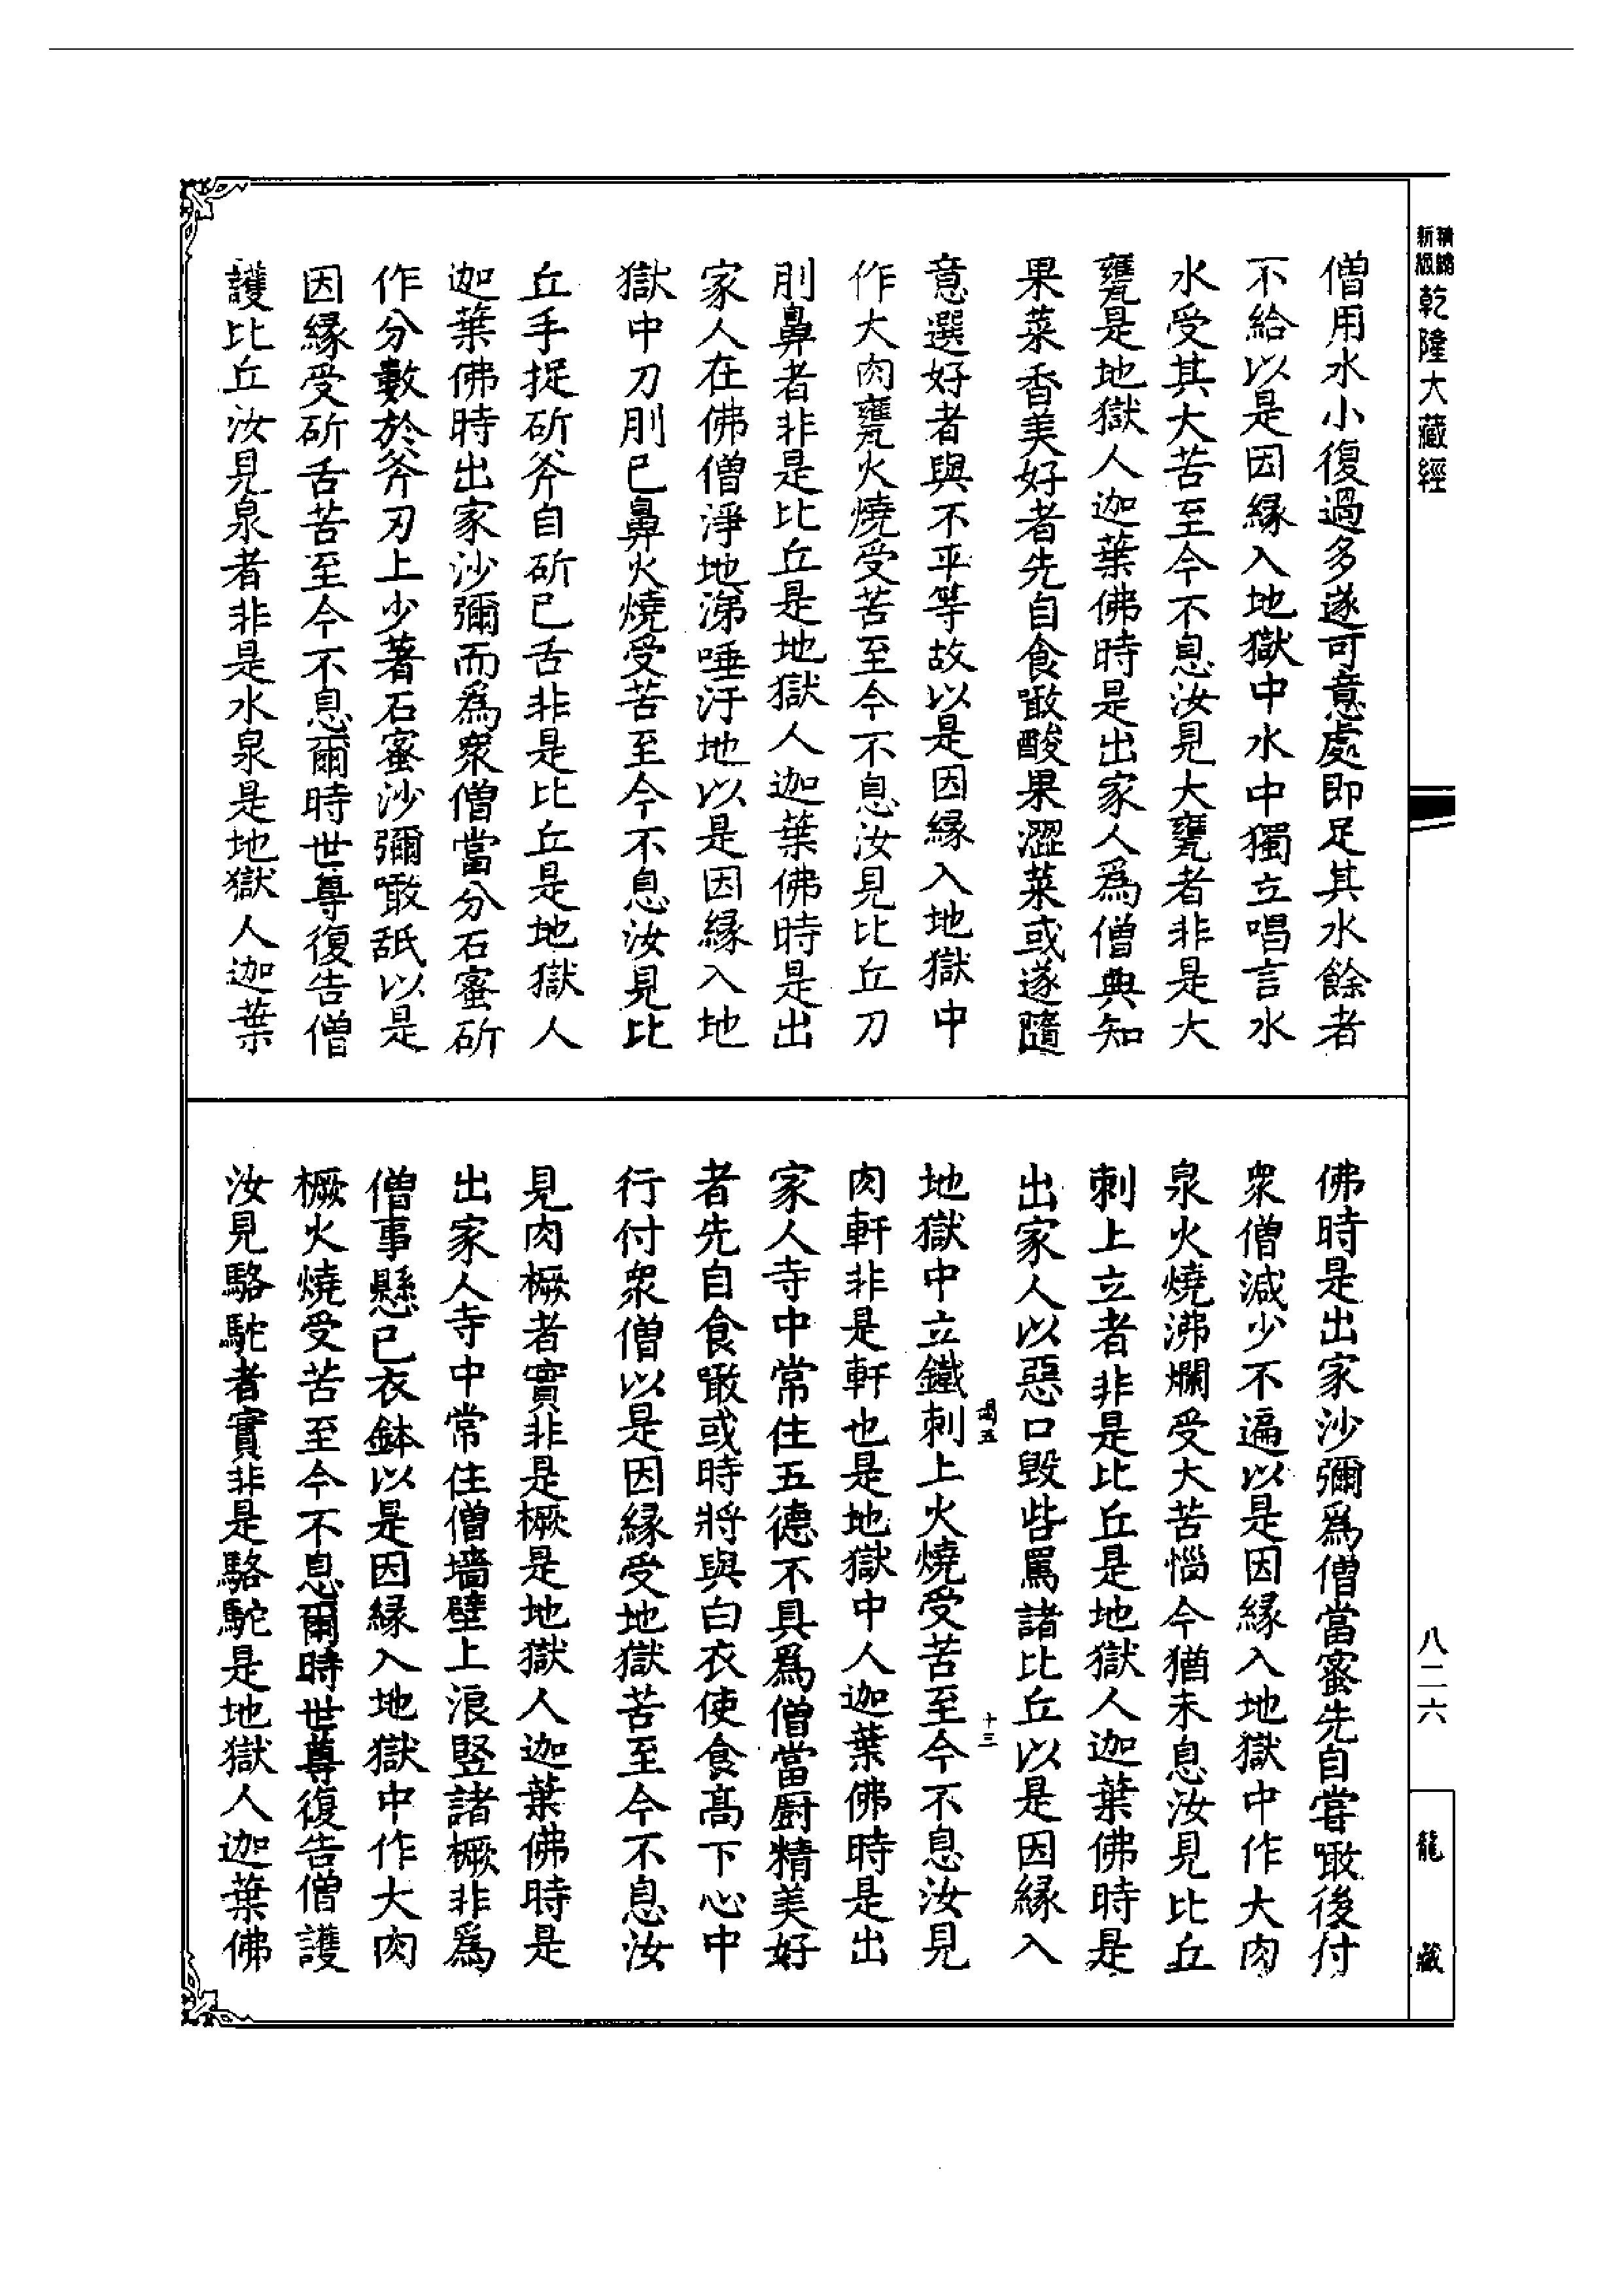 新版精縮乾隆大藏經
僧用水小復過多遂可意處即足其水餘者
不給以是因緣入地獄中水中獨立唱言水
水受其大苦至今不息汝見大甕者非是大
甕是地獄人迦葉佛時是出家人為僧典知
果菜香美好者先自食噉酸果澀菜或遂隨
意選好者與不平等故以是因緣入地獄中
作大肉甕火燒受苦至今不息汝見比丘刀
刖鼻者非是比丘是地獄人迦葉佛時是出
家人在佛僧淨地涕唾汙地以是因緣入地
獄中刀刖已鼻火燒受苦至今不息汝見比
丘手捉斫斧自斫已舌非是比丘是地獄人
迦葉佛時出家沙彌而為衆僧當分石蜜斫
作分數於斧刃上少著石蜜沙彌噉舐以是
因緣受斫舌苦至今不息爾時世尊復告僧
護比丘汝見泉者非是水泉是地獄人迦葉
佛時是出家沙彌為僧當蜜先自嘗噉後付
衆僧減少不遍以是因緣入地獄中作大肉
泉火燒沸爛受大苦惱今猶未息汝見比丘
刺上立者非是比丘是地獄人迦葉佛時是
出家人以惡口毀呰罵諸比丘以是因緣入
地獄中立鐵刺上火燒受苦至今不息汝見
肉軒非是軒也是地獄中人迦葉佛時是出
家人寺中常住五德不具為僧當廚精美好
者先自食噉或時將與白衣使食高下心中
行付衆僧以是因緣受地獄苦至今不息汝
見肉橛者實非是橛是地獄人迦葉佛時是
出家人寺中常住僧墻壁上浪豎諸橛非為
僧事懸已衣鉢以是因緣入地獄中作大肉
橛火燒受苦至今不息爾時世尊復告僧護
汝見駱駝者實非是駱駝是地獄人迦葉佛
十三
八二六
龍藏